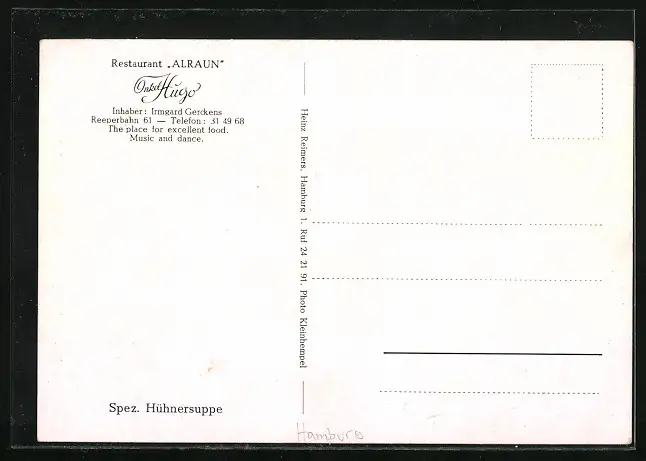 Restaurant „ALRAUN"
Onkel Hugo
Inhaber: Irmgard Gerckens
Reeperbahn 61 — Telefon: 31 49 68
The place for excellent food.
Music and dance.
Spez. Hühnersuppe
Heinz Reimers, Hamburg 1. Ruf 24 21 91. Photo Kleinhempel
Hamburg